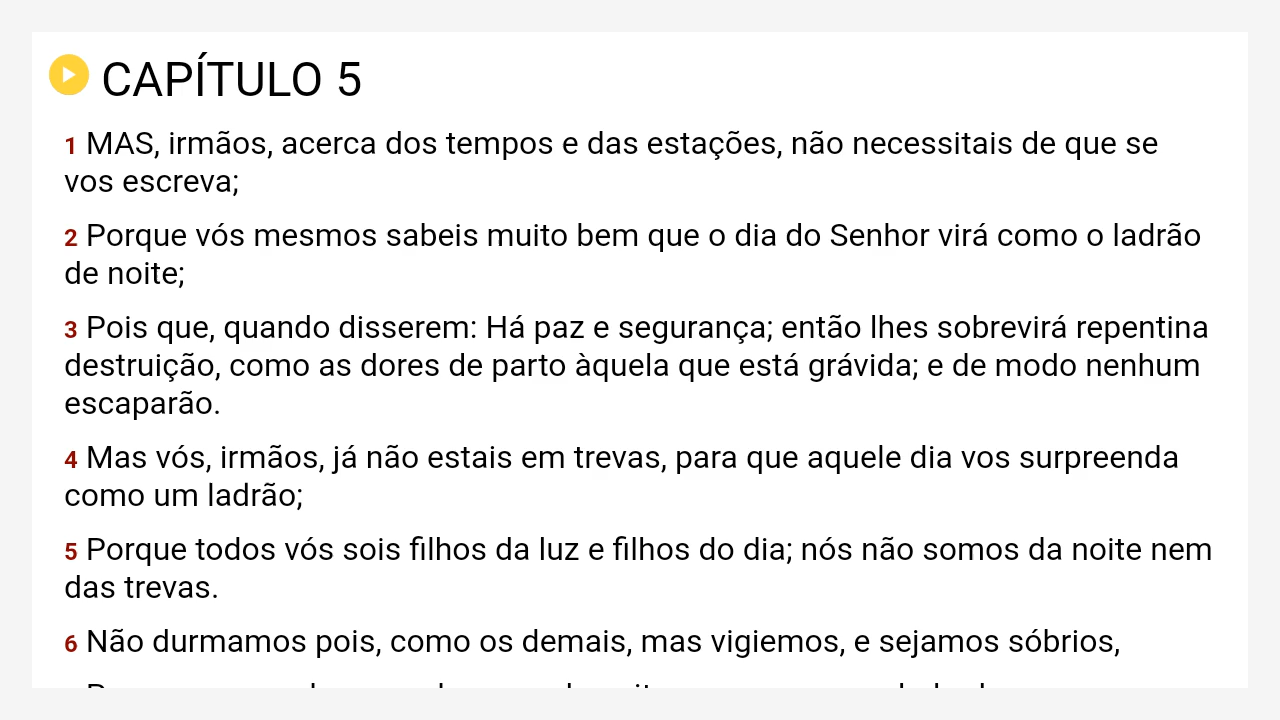 CAPÍTULO 5
1 MAS, irmãos, acerca dos tempos e das estações, não necessitais de que se
vos escreva;
2 Porque vós mesmos sabeis muito bem que o dia do Senhor virá como o ladrão
de noite;
3 Pois que, quando disserem: Há paz e segurança; então lhes sobrevirá repentina
destruição, como as dores de parto àquela que está grávida; e de modo nenhum
escaparão.
4 Mas vós, irmãos, já não estais em trevas, para que aquele dia vos surpreenda
como um ladrão;
5 Porque todos vós sois filhos da luz e filhos do dia; nós não somos da noite nem
das trevas.
6 Não durmamos pois, como os demais, mas vigiemos, e sejamos sóbrios,